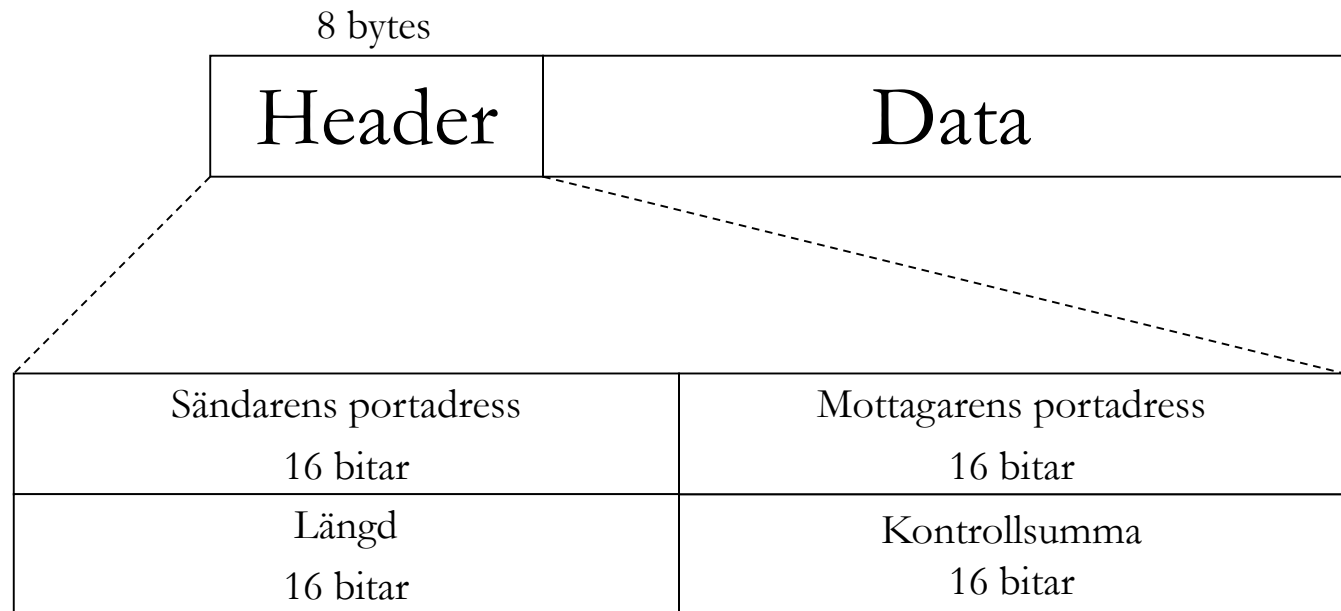 8 bytes
Header
Data
Sändarens portadress
16 bitar
Mottagarens portadress
16 bitar
Längd
16 bitar
Kontrollsumma
16 bitar